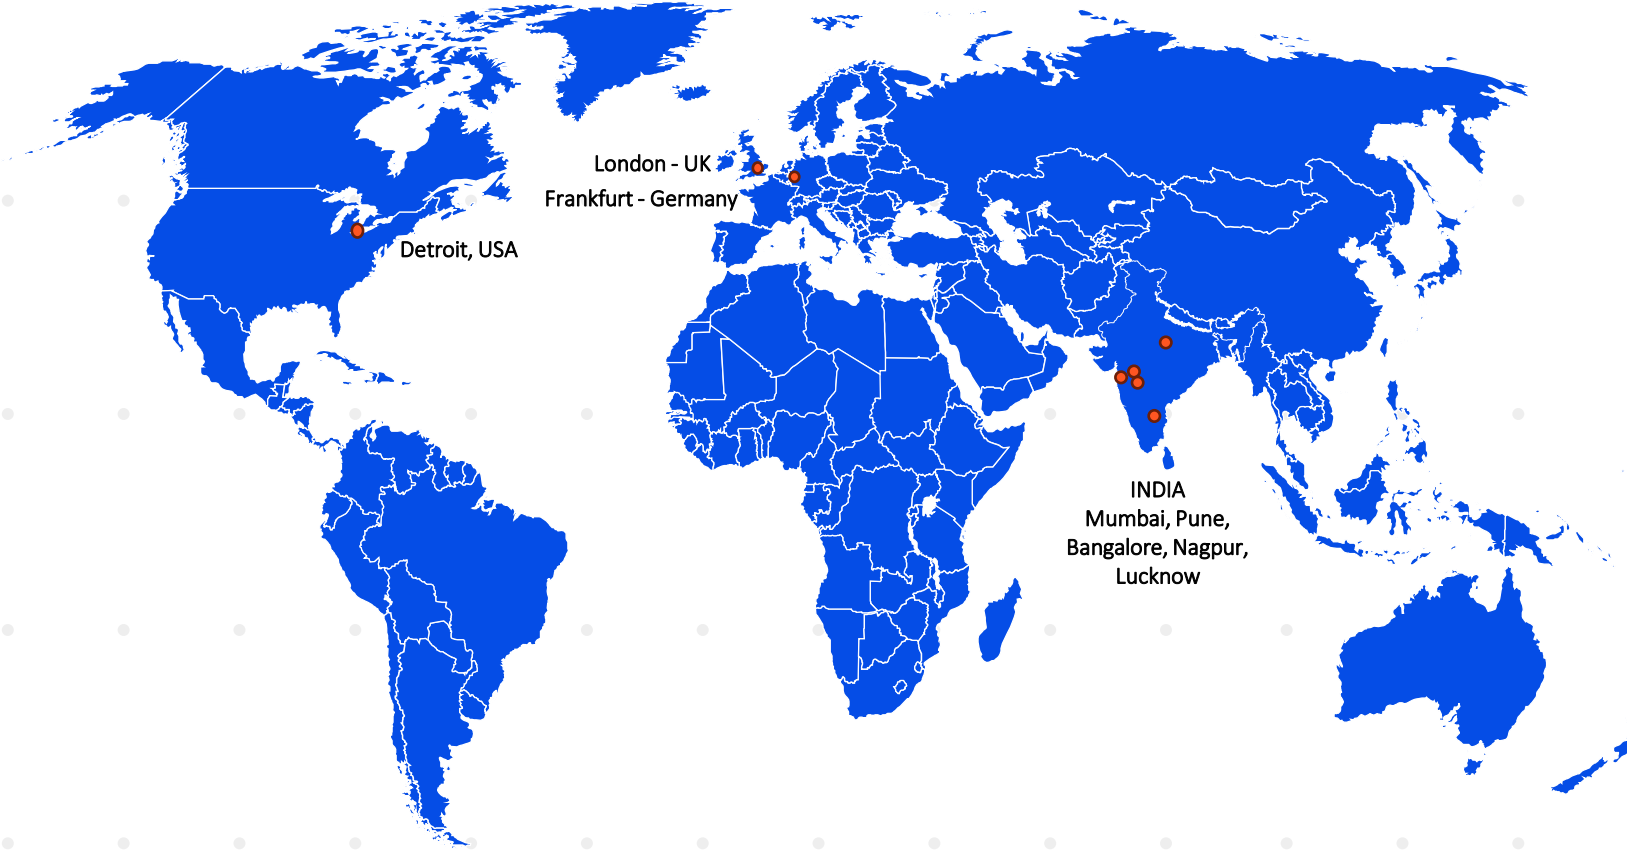 London - UK
Frankfurt - Germany
Detroit, USA
INDIA
Mumbai, Pune,
Bangalore, Nagpur,
Lucknow